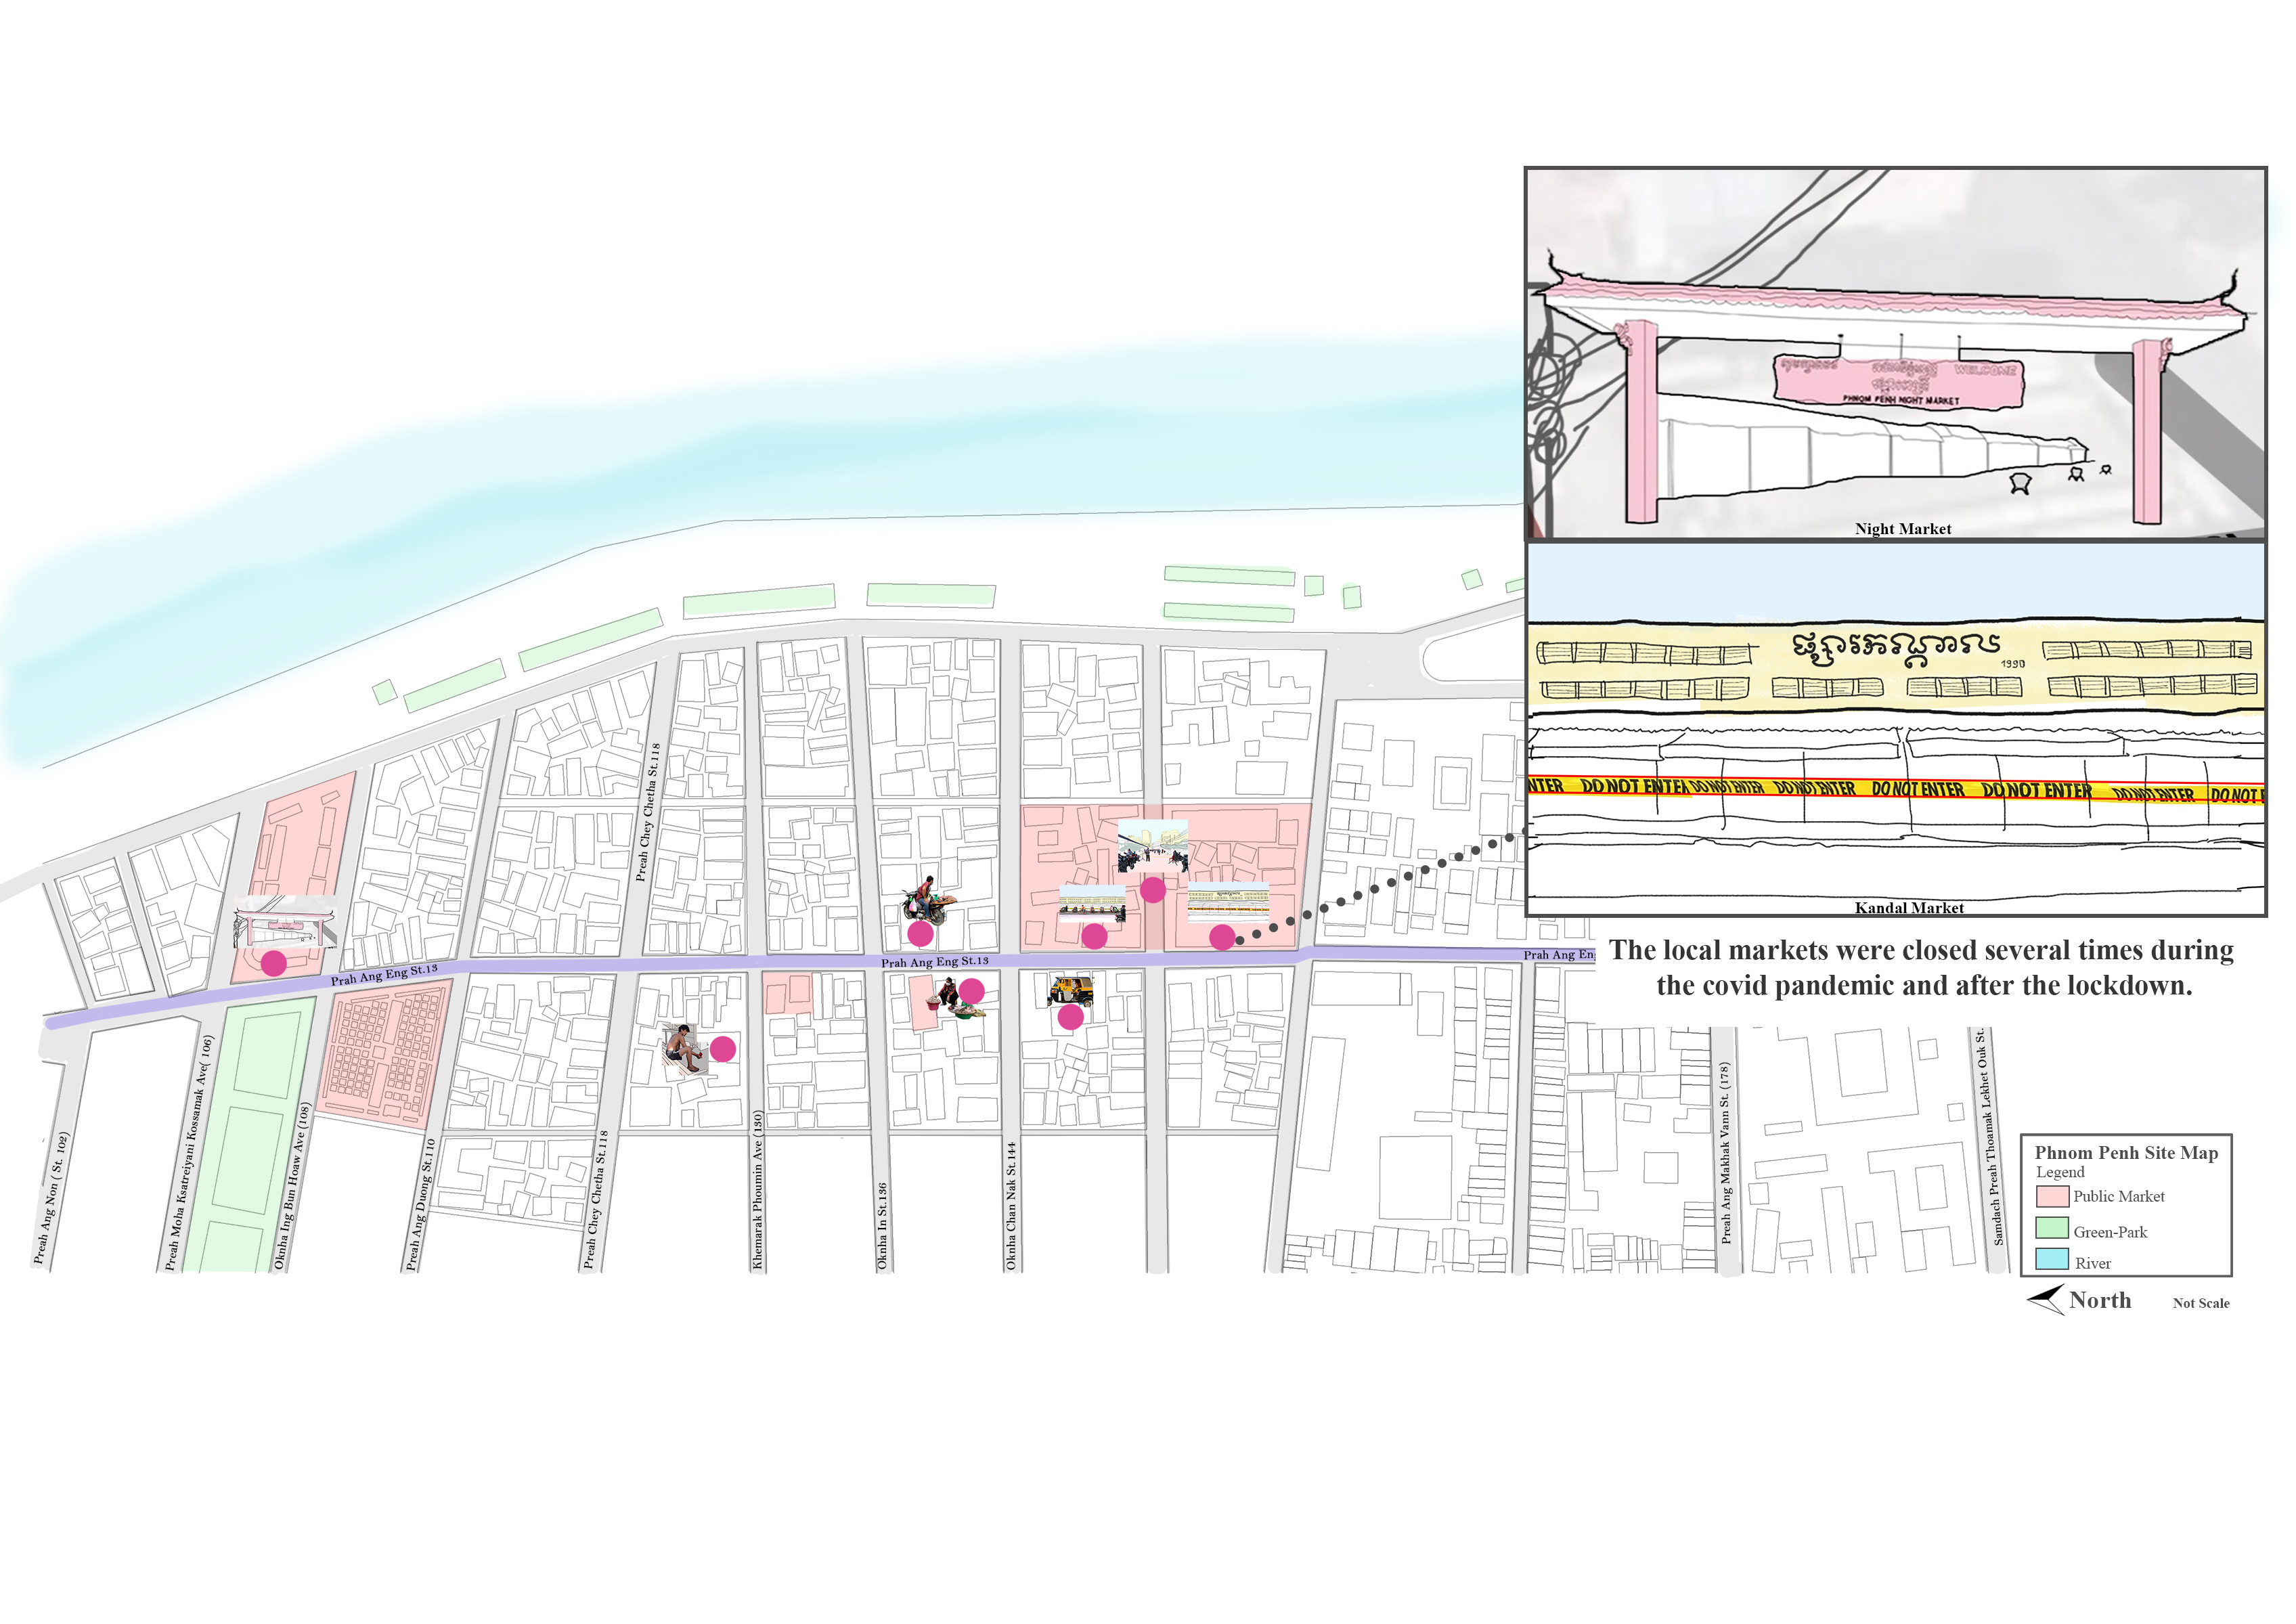 WELCOME
PHNOM PENH NIGHT MARKET
Night Market
ផ្សារកណ្ដាល
1990
NTER DO NOT ENTER DO NOT ENTER DO NOT ENTER DO NOT ENTER DO NOT ENTER DO NOT ENTER DO NOT E
Kandal Market
The local markets were closed several times during
the covid pandemic and after the lockdown.
Preah Chey Chetha St.118
Prah Ang Eng St.13
Prah Ang Eng St.13
Prah Ang Eng
Preah Ang Non ( St. 102)
Preah Moha Ksatreiyani Kossamak Ave( 106)
Oknha Ing Bun Hoaw Ave (108)
Preah Ang Duong St.110
Preah Chey Chetha St.118
Khemarak Phoumin Ave (130)
Oknha In St.136
Oknha Chan Nak St.144
Preah Ang Makhak Vann St. (178)
Samdach Preah Thoamak Lekhet Ouk St.
Phnom Penh Site Map
Legend
Public Market
Green-Park
River
North
Not Scale